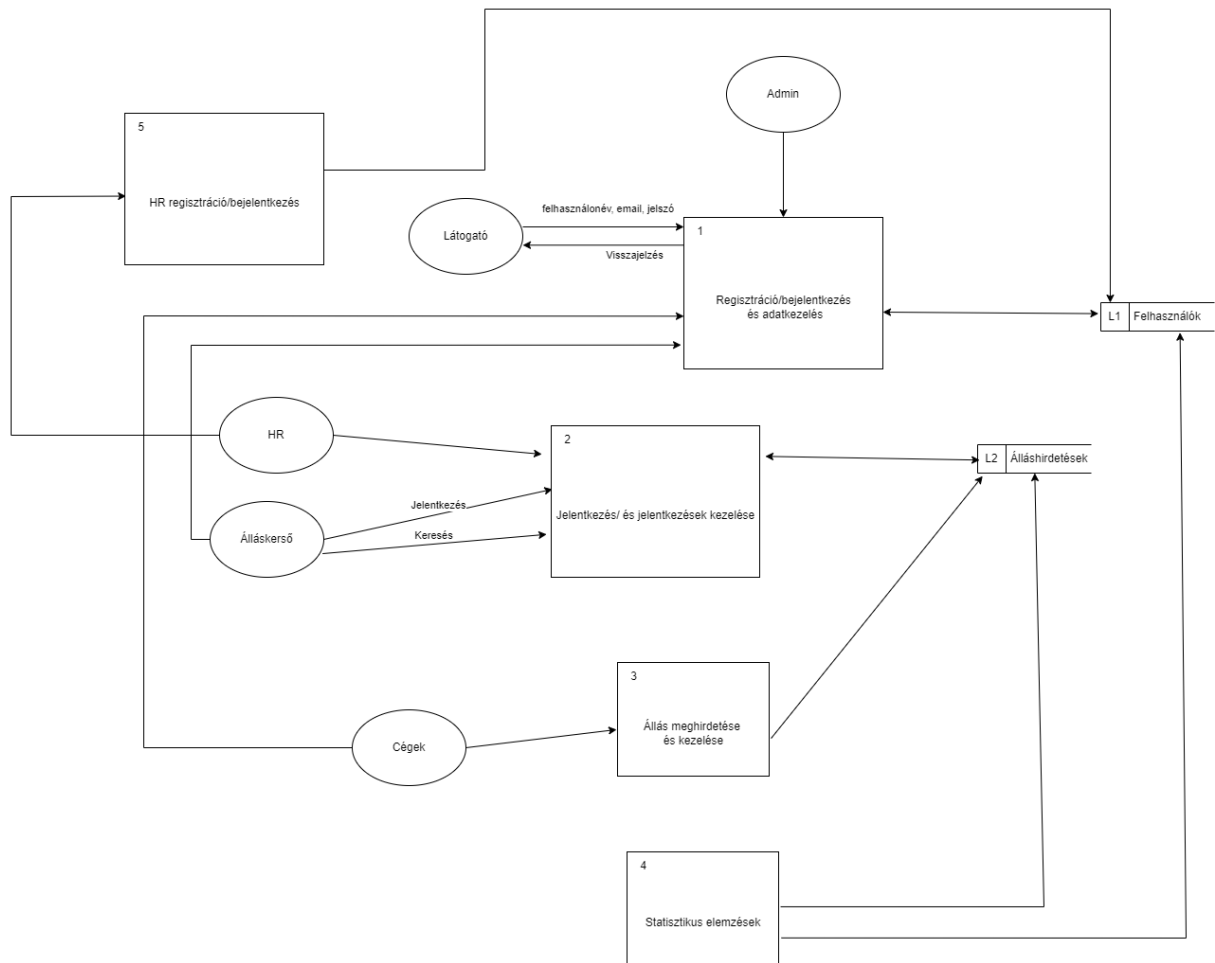 Admin
5
HR regisztráció/bejelentkezés
felhasználonév, email, jelszó
Látogató
Visszajelzés
1
Regisztráció/bejelentkezés
és adatkezelés
L1
Felhasználók
HR
2
Jelentkezés/ és jelentkezések kezelése
L2
Álláshirdetések
Jelentkezés
Keresés
Álláskerső
3
Állás meghirdetése
és kezelése
Cégek
4
Statisztikus elemzések